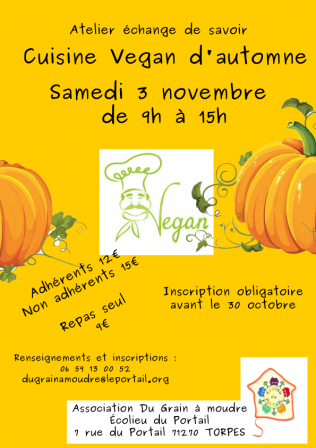 Atelier échange de savoir
Cuisine Vegan d'automne
Samedi 3 novembre
de 9h à 15h
Vegan
Adhérents 12€
Non adhérents 15€
Repas seul
9€
Inscription obligatoire
avant le 30 octobre
Renseignements et inscriptions :
06 59 13 00 52
dugrainamoudre@leportail.org
Association Du Grain à moudre
Écolieu du Portail
7 rue du Portail 71270 TORPES